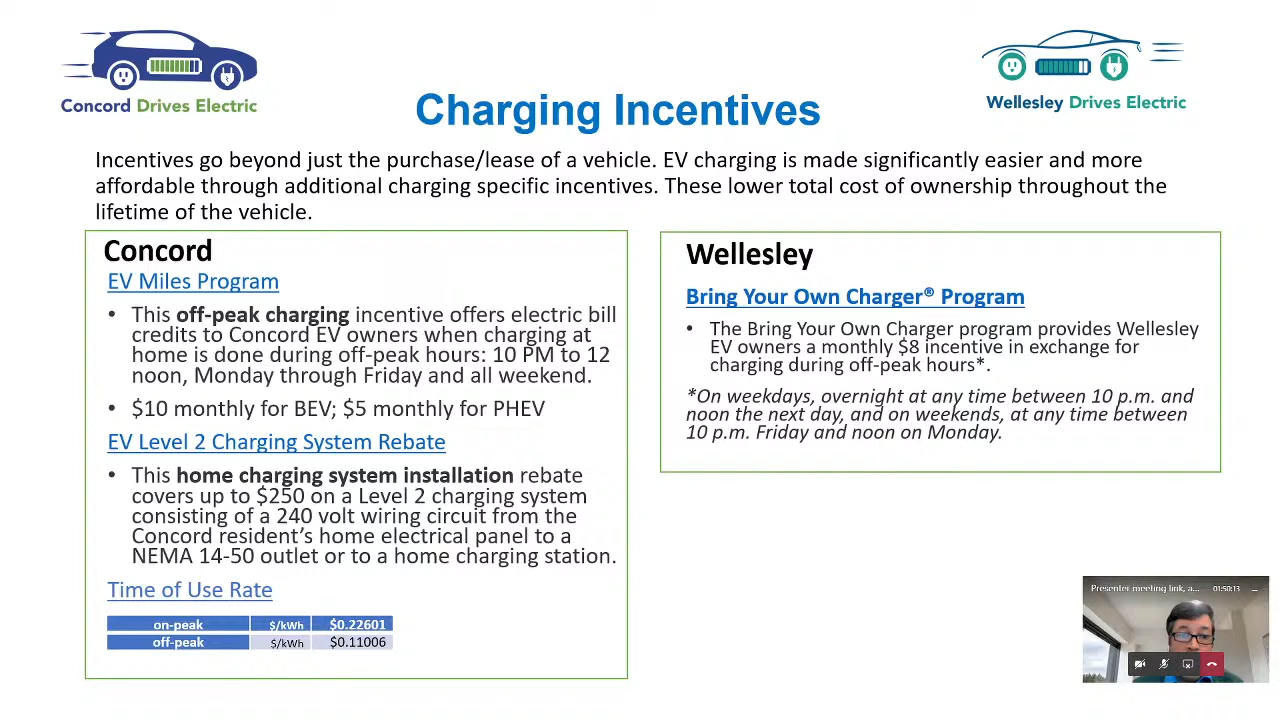 Concord Drives Electric
Wellesley Drives Electric
Charging Incentives
Incentives go beyond just the purchase/lease of a vehicle. EV charging is made significantly easier and more
affordable through additional charging specific incentives. These lower total cost of ownership throughout the
lifetime of the vehicle.
Concord
EV Miles Program
• This off-peak charging incentive offers electric bill
credits to Concord EV owners when charging at
home is done during off-peak hours: 10 PM to 12
noon, Monday through Friday and all weekend.
• $10 monthly for BEV; $5 monthly for PHEV
EV Level 2 Charging System Rebate
• This home charging system installation rebate
covers up to $250 on a Level 2 charging system
consisting of a 240 volt wiring circuit from the
Concord resident's home electrical panel to a
NEMA 14-50 outlet or to a home charging station.
Time of Use Rate
on-peak $/kWh $0.22601
off-peak $/kWh $0.11006
Wellesley
Bring Your Own Charger® Program
• The Bring Your Own Charger program provides Wellesley
EV owners a monthly $8 incentive in exchange for
charging during off-peak hours*.
*On weekdays, overnight at any time between 10 p.m. and
noon the next day, and on weekends, at any time between
10 p.m. Friday and noon on Monday.
Presenter meeting link, a... 01:50:13